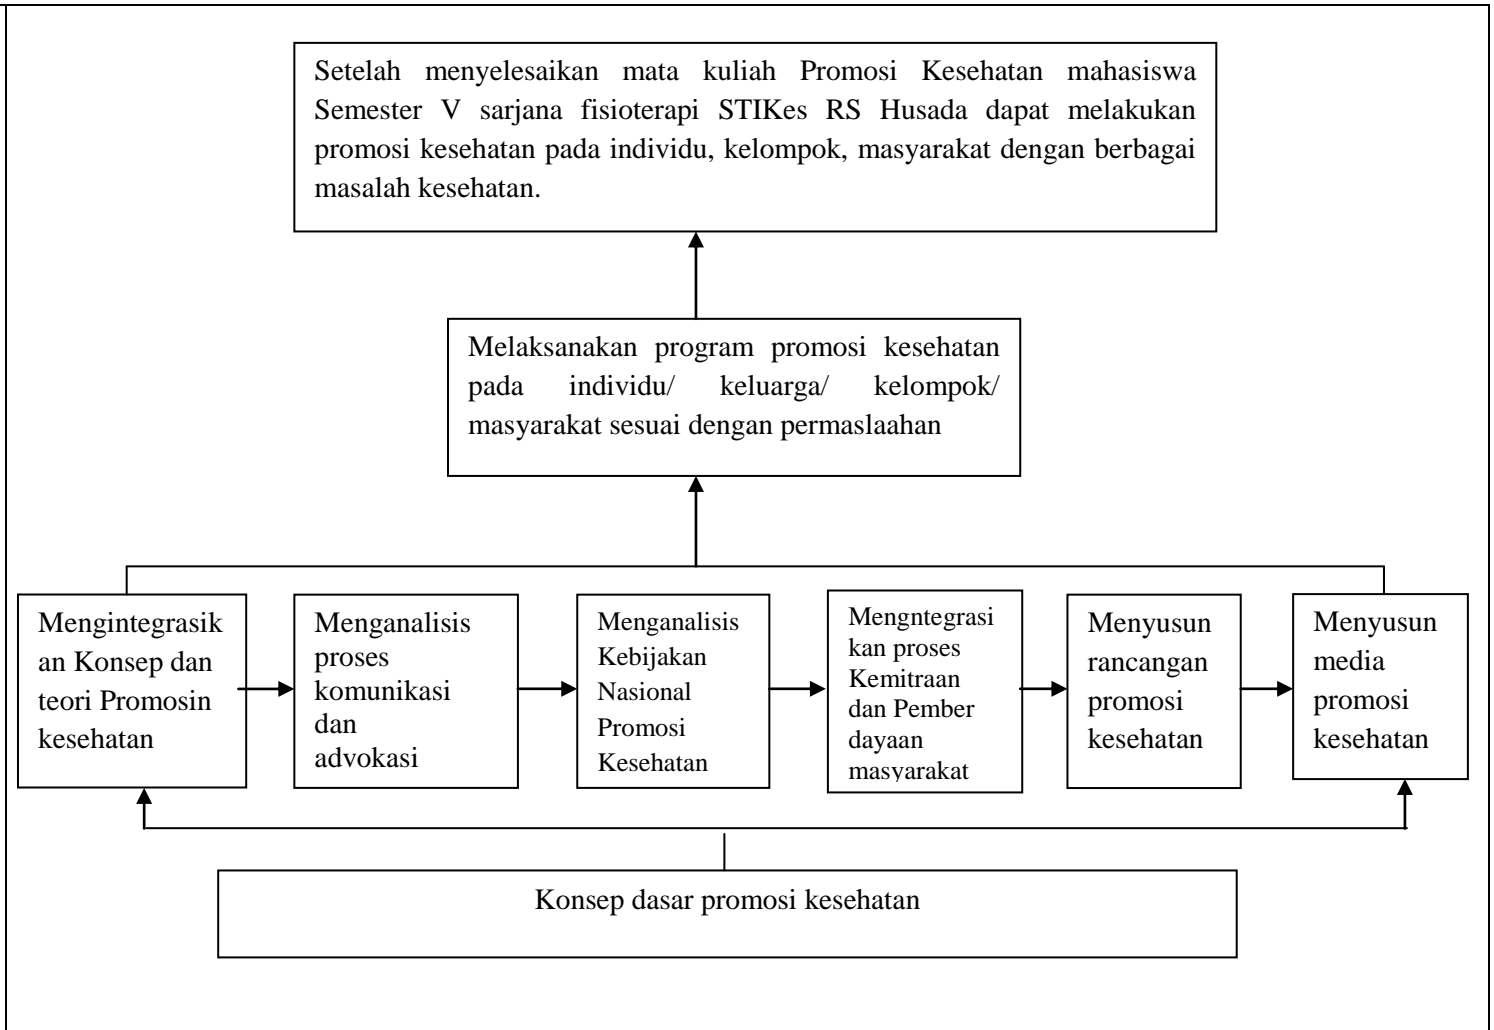 Setelah menyelesaikan mata kuliah Promosi Kesehatan mahasiswa
Semester V sarjana fisioterapi STIKes RS Husada dapat melakukan
promosi kesehatan pada individu, kelompok, masyarakat dengan berbagai
masalah kesehatan.
Melaksanakan program promosi kesehatan
pada individu/ keluarga/ kelompok/
masyarakat sesuai dengan permaslaahan
Mengintegrasik
an Konsep dan
teori Promosin
kesehatan
Menganalisis
proses
komunikasi
dan
advokasi
Menganalisis
Kebijakan
Nasional
Promosi
Kesehatan
Mengntegrasi
kan proses
Kemitraan
dan Pember
dayaan
masyarakat
Menyusun
rancangan
promosi
kesehatan
Menyusun
media
promosi
kesehatan
Konsep dasar promosi kesehatan